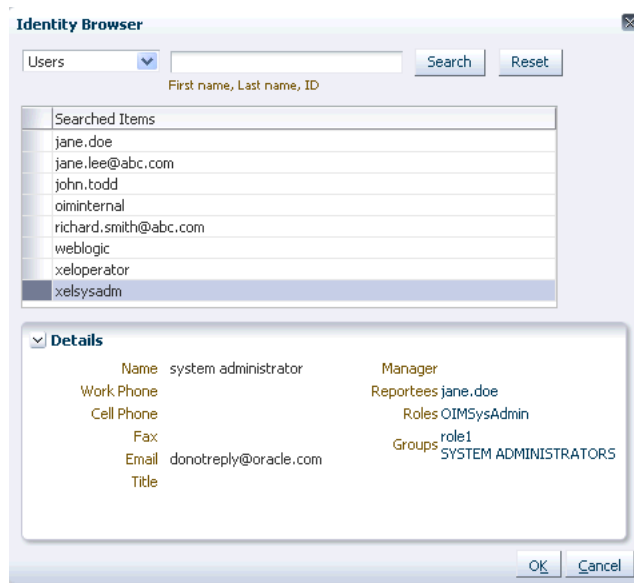 Identity Browser
Users Search Reset
First name, Last name, ID
Searched Items
jane.doe
jane.lee@abc.com
john.todd
oiminternal
richard.smith@abc.com
weblogic
xeloperator
xelsysadm
Details
Name system administrator
Work Phone
Cell Phone
Fax
Email donotreply@oracle.com
Title
Manager
Reportees jane.doe
Roles OIMSysAdmin
Groups role1
SYSTEM ADMINISTRATORS
OK Cancel